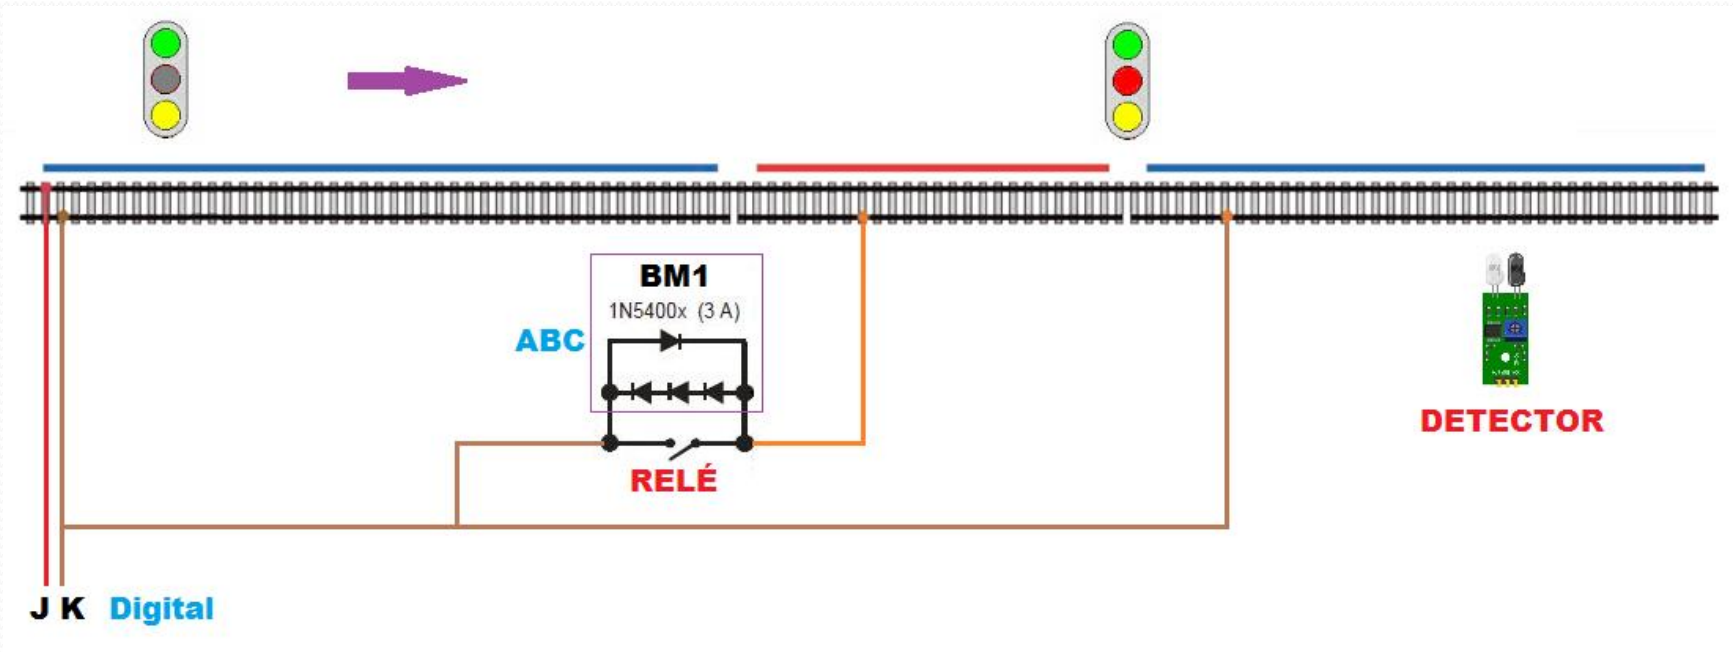 BM1
1N5400x (3 A)
ABC
DETECTOR
RELÉ
J K Digital